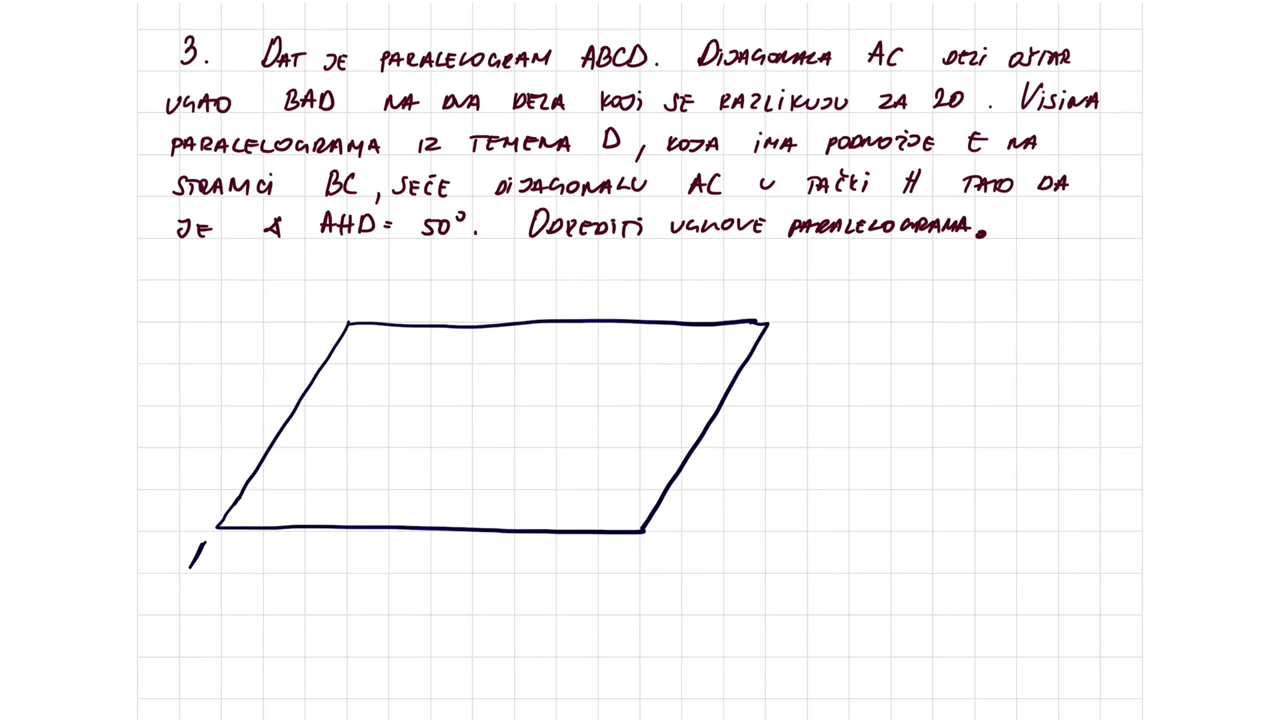 3. DAT JE PARALELOGRAM ABCD. DIJAGONALA AC DELI OŠTAR
UGAO BAD NA DVA DELA KOJI SE RAZLIKUJU ZA 20. VISINA
PARALELOGRAMA IZ TEMENA D, KOJA IMA PODNOŽJE E NA
STRANICI BC, SEČE DIJAGONALU AC U TAČKI H TAKO DA
JE ∢ AHD = 50°. ODREDITI UGLOVE PARALELOGRAMA.